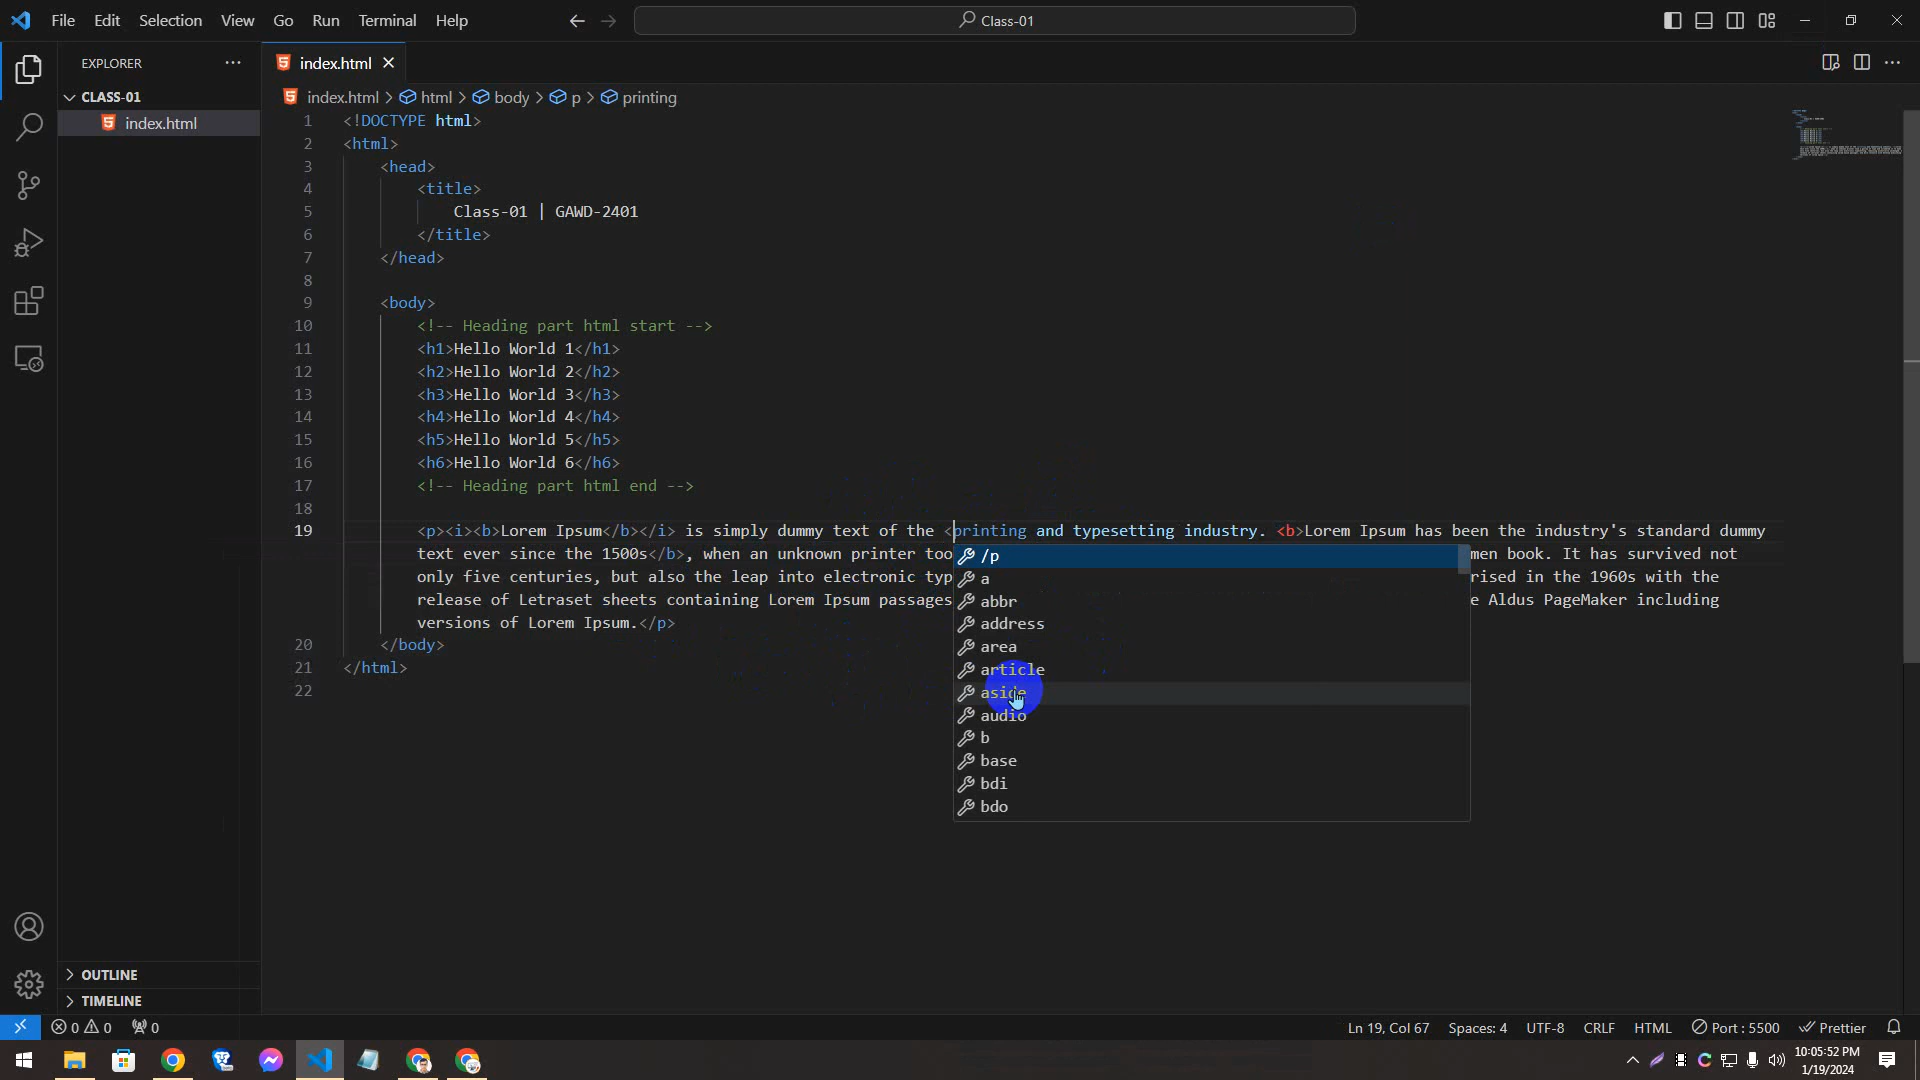 File Edit Selection View Go Run Terminal Help
Class-01
EXPLORER
index.html
CLASS-01
index.html
index.html > html > body > p > printing
1 <!DOCTYPE html>
2 <html>
3 <head>
4 <title>
5 Class-01 | GAWD-2401
6 </title>
7 </head>
8
9 <body>
10 <!-- Heading part html start -->
11 <h1>Hello World 1</h1>
12 <h2>Hello World 2</h2>
13 <h3>Hello World 3</h3>
14 <h4>Hello World 4</h4>
15 <h5>Hello World 5</h5>
16 <h6>Hello World 6</h6>
17 <!-- Heading part html end -->
18
19 <p><i><b>Lorem Ipsum</b></i> is simply dummy text of the <printing and typesetting industry. <b>Lorem Ipsum has been the industry's standard dummy
text ever since the 1500s</b>, when an unknown printer too men book. It has survived not
only five centuries, but also the leap into electronic typ rised in the 1960s with the
release of Letraset sheets containing Lorem Ipsum passages e Aldus PageMaker including
versions of Lorem Ipsum.</p>
20 </body>
21 </html>
22
/p
a
abbr
address
area
article
aside
audio
b
base
bdi
bdo
OUTLINE
TIMELINE
0 0 0
Ln 19, Col 67 Spaces: 4 UTF-8 CRLF HTML Port : 5500 Prettier
10:05:52 PM
1/19/2024